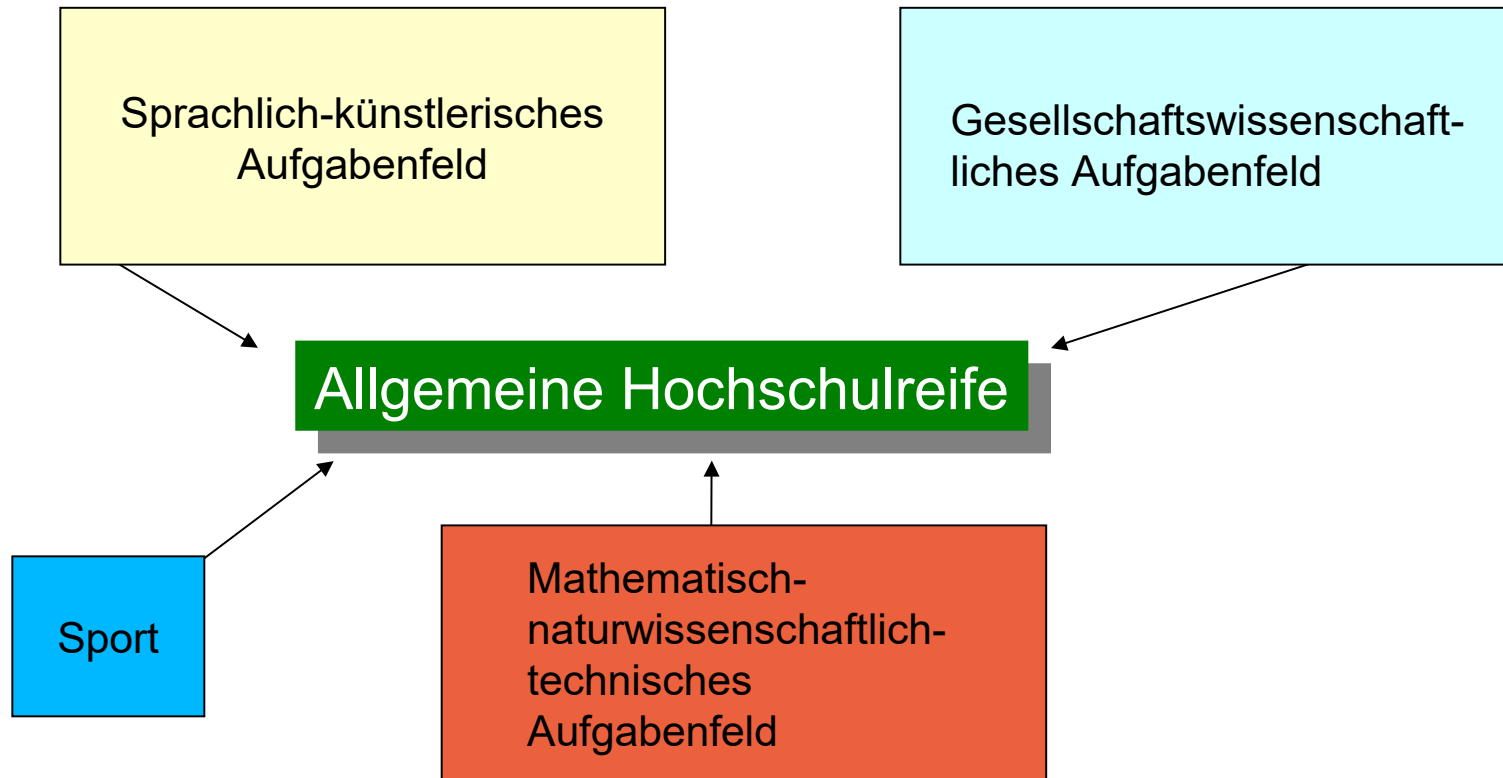 Sprachlich-künstlerisches
Aufgabenfeld
Gesellschaftswissenschaft-
liches Aufgabenfeld
Allgemeine Hochschulreife
Sport
Mathematisch-
naturwissenschaftlich-
technisches
Aufgabenfeld